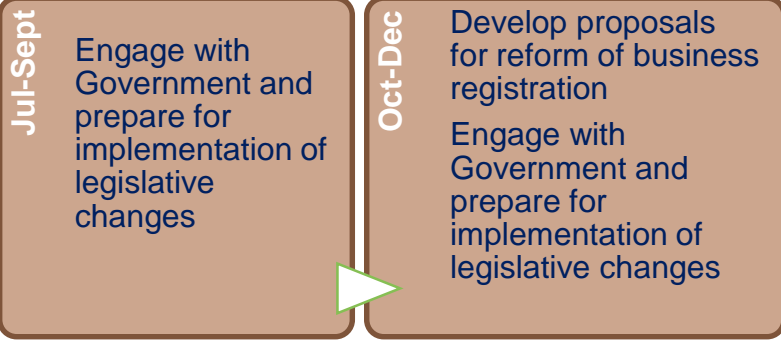 Jul-Sept
Engage with
Government and
prepare for
implementation of
legislative
changes
Oct-Dec
Develop proposals
for reform of business
registration
Engage with
Government and
prepare for
implementation of
legislative changes